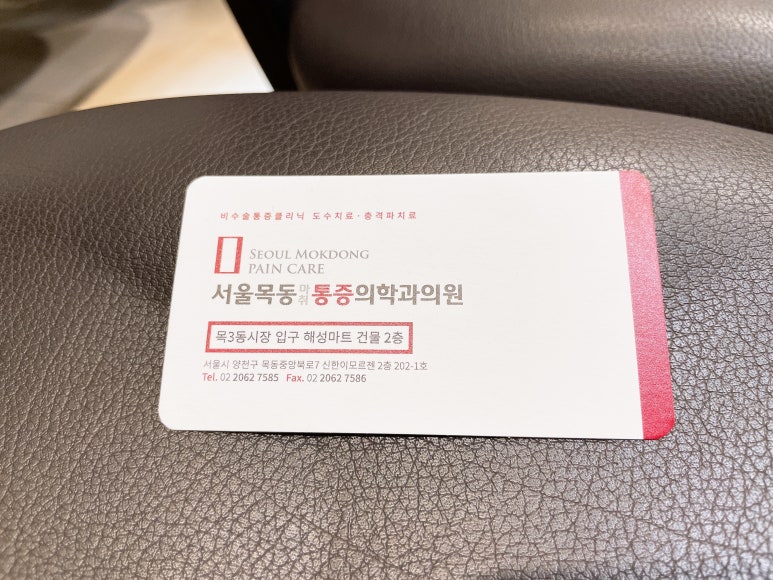 비수술통증클리닉 도수치료·충격파치료
SEOUL MOKDONG
PAIN CARE
서울목동마취통증의학과의원
목3동시장 입구 해성마트 건물 2층
서울시 양천구 목동중앙북로7 신한이모르젠 2층 202-1호
Tel. 02 2062 7585 Fax. 02 2062 7586